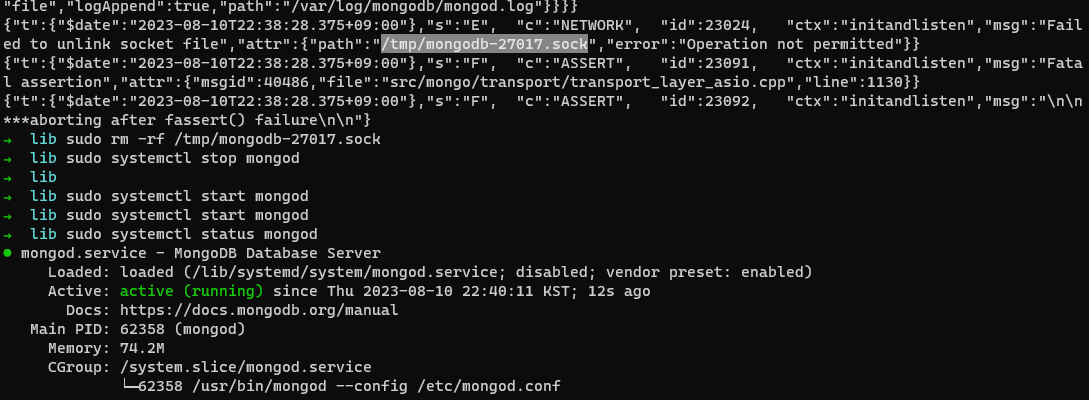 "file","logAppend":true,"path":"/var/log/mongodb/mongod.log"}}}}
{"t":{"$date":"2023-08-10T22:38:28.375+09:00"},"s":"E",  "c":"NETWORK",  "id":23024,   "ctx":"initandlisten","msg":"Fail
ed to unlink socket file","attr":{"path":"/tmp/mongodb-27017.sock","error":"Operation not permitted"}}
{"t":{"$date":"2023-08-10T22:38:28.375+09:00"},"s":"F",  "c":"ASSERT",   "id":23091,   "ctx":"initandlisten","msg":"Fata
l assertion","attr":{"msgid":40486,"file":"src/mongo/transport/transport_layer_asio.cpp","line":1130}}
{"t":{"$date":"2023-08-10T22:38:28.375+09:00"},"s":"F",  "c":"ASSERT",   "id":23092,   "ctx":"initandlisten","msg":"\n\n
***aborting after fassert() failure\n\n"}
→  lib sudo rm -rf /tmp/mongodb-27017.sock
→  lib sudo systemctl stop mongod
→  lib
→  lib sudo systemctl start mongod
→  lib sudo systemctl start mongod
→  lib sudo systemctl status mongod
● mongod.service - MongoDB Database Server
     Loaded: loaded (/lib/systemd/system/mongod.service; disabled; vendor preset: enabled)
     Active: active (running) since Thu 2023-08-10 22:40:11 KST; 12s ago
       Docs: https://docs.mongodb.org/manual
   Main PID: 62358 (mongod)
     Memory: 74.2M
     CGroup: /system.slice/mongod.service
             └─62358 /usr/bin/mongod --config /etc/mongod.conf